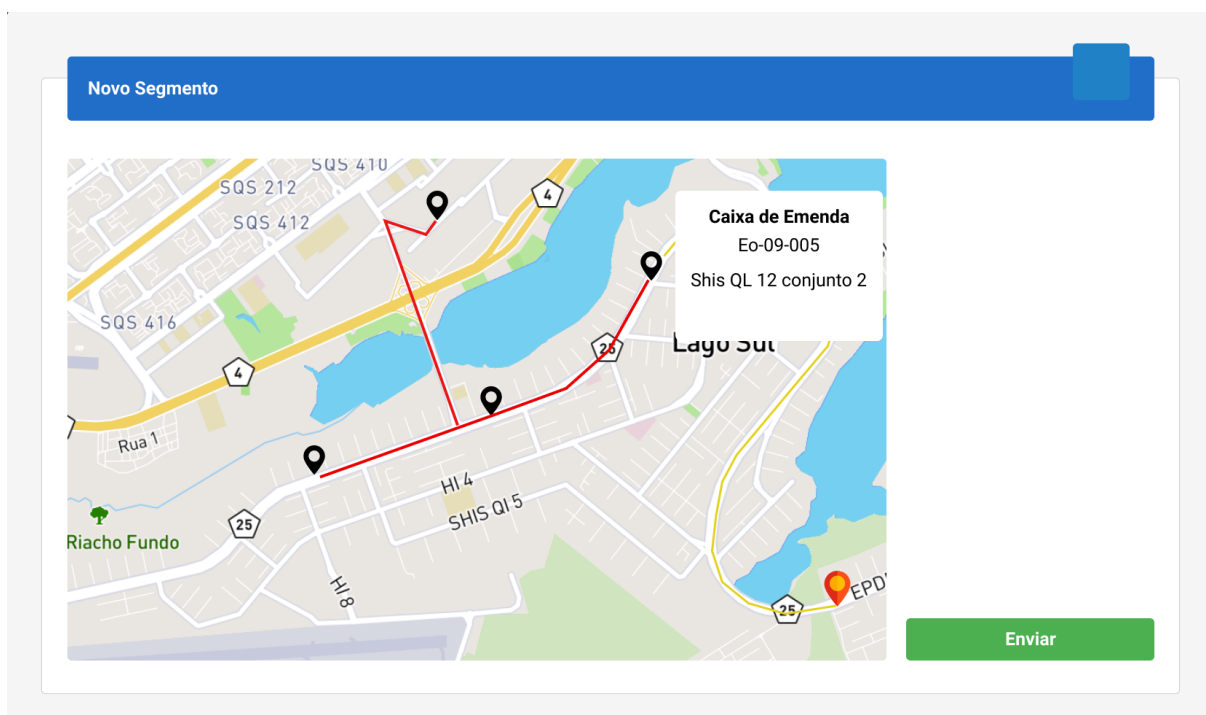 Novo Segmento
SQS 410
SQS 212
SQS 412
4
Caixa de Emenda
Eo-09-005
Shis QL 12 conjunto 2
SQS 416
25
Lago Sul
4
Rua 1
HI 4
SHIS QI 5
25
Riacho Fundo
HI 8
EPD
25
Enviar